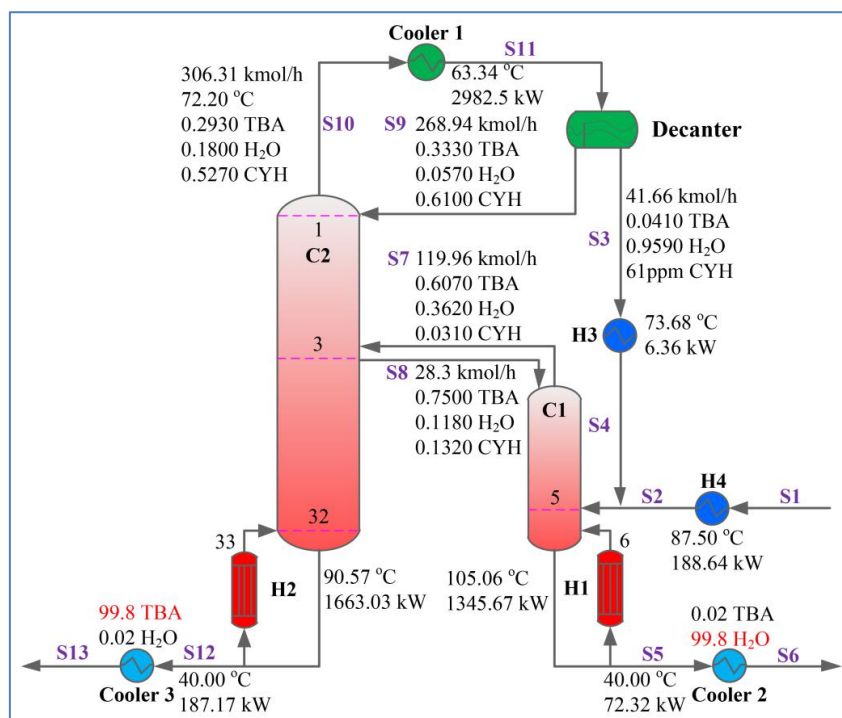 Cooler 1
S11
306.31 kmol/h
72.20 °C
0.2930 TBA
0.1800 H₂O
0.5270 CYH
S10
63.34 °C
2982.5 kW
S9 268.94 kmol/h
0.3330 TBA
0.0570 H₂O
0.6100 CYH
Decanter
41.66 kmol/h
0.0410 TBA
0.9590 H₂O
61ppm CYH
S3
1
C2
S7 119.96 kmol/h
0.6070 TBA
0.3620 H₂O
0.0310 CYH
H3
73.68 °C
6.36 kW
3
S8 28.3 kmol/h
0.7500 TBA
0.1180 H₂O
0.1320 CYH
C1
S4
5
S2
H4
S1
87.50 °C
188.64 kW
32
33
H2
90.57 °C
1663.03 kW
105.06 °C
1345.67 kW
6
H1
99.8 TBA
0.02 H₂O
0.02 TBA
99.8 H₂O
S13
S12
Cooler 3
40.00 °C
187.17 kW
S5
S6
40.00 °C
72.32 kW
Cooler 2